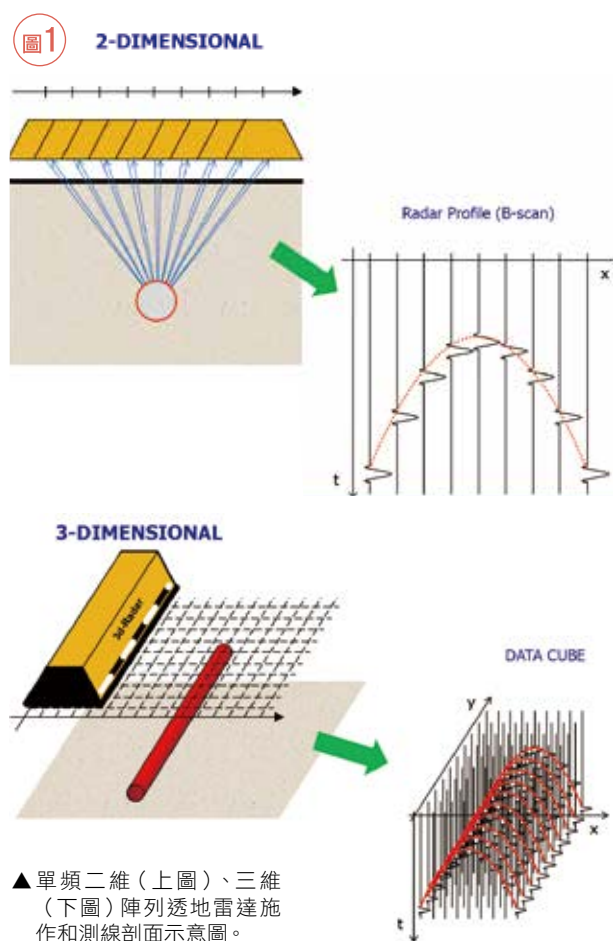 圖1
2-DIMENSIONAL
Radar Profile (B-scan)
x
t
3-DIMENSIONAL
3d-Radar
DATA CUBE
y
x
t
▲單頻二維（上圖）、三維
（下圖）陣列透地雷達施
作和測線剖面示意圖。